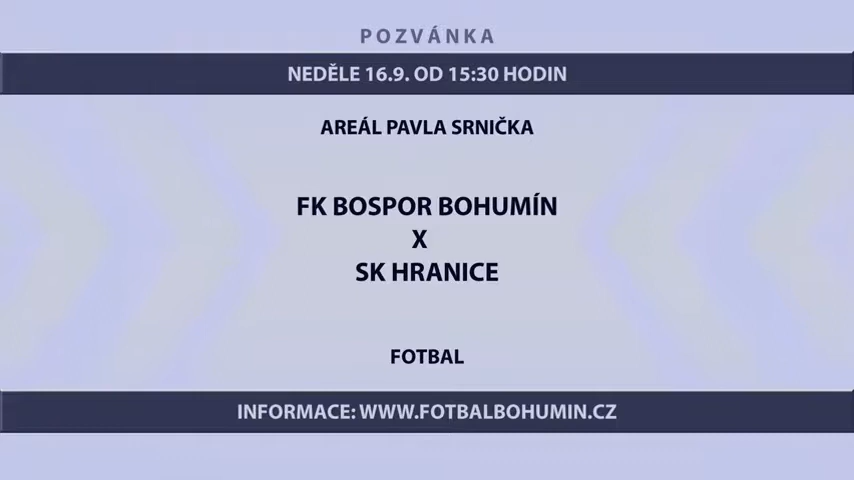 POZVÁNKA
NEDĚLE 16.9. OD 15:30 HODIN
AREÁL PAVLA SRNIČKA
FK BOSPOR BOHUMÍN
X
SK HRANICE
FOTBAL
INFORMACE: WWW.FOTBALBOHUMIN.CZ